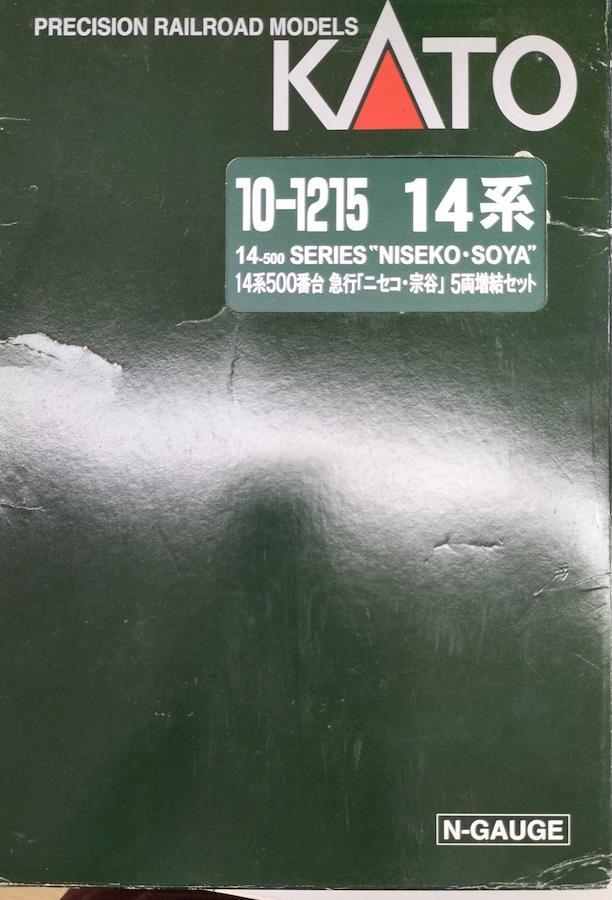 PRECISION RAILROAD MODELS
KATO
10-1215 14系
14-500 SERIES "NISEKO・SOYA"
14系500番台 急行「ニセコ・宗谷」 5両増結セット
N-GAUGE